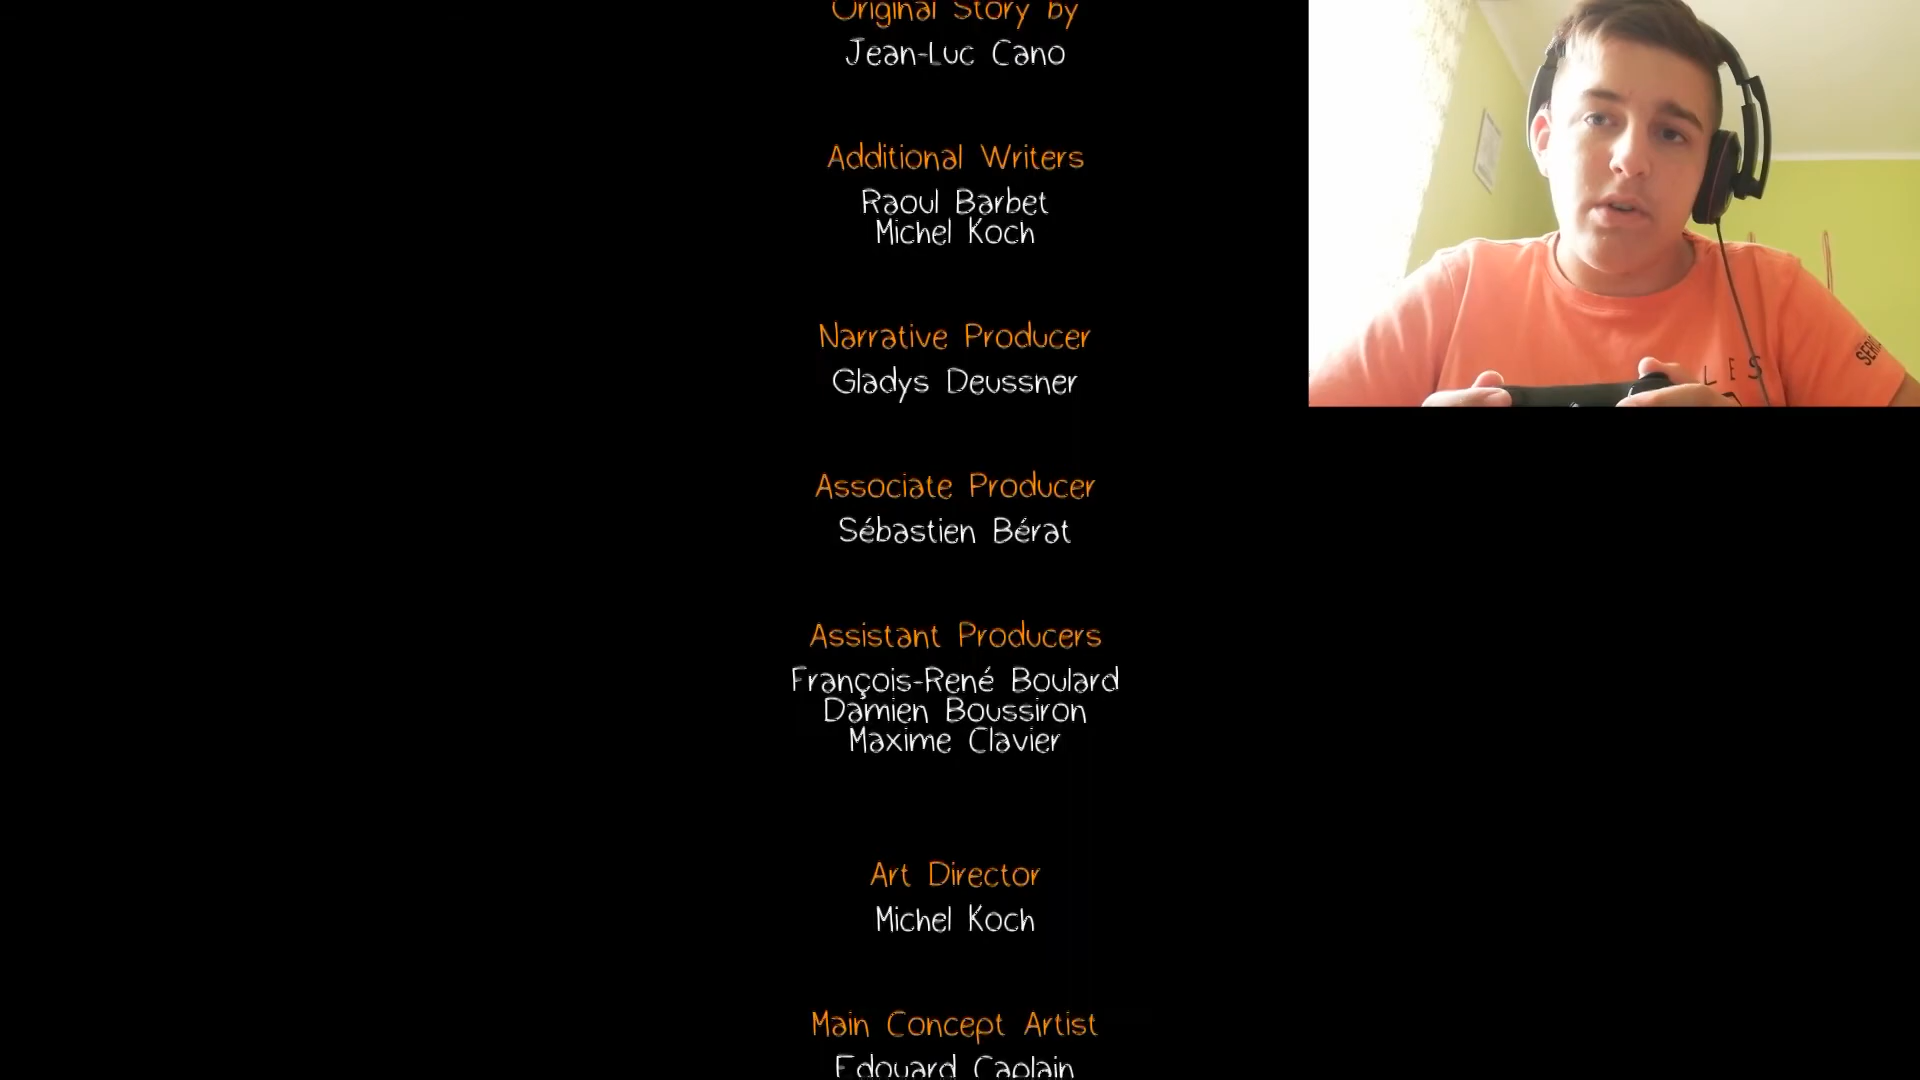 Original Story by
Jean-Luc Cano
Additional Writers
Raoul Barbet
Michel Koch
Narrative Producer
Gladys Deussner
Associate Producer
Sébastien Bérat
Assistant Producers
François-René Boulard
Damien Boussiron
Maxime Clavier
Art Director
Michel Koch
Main Concept Artist
Edouard Caplain
LES